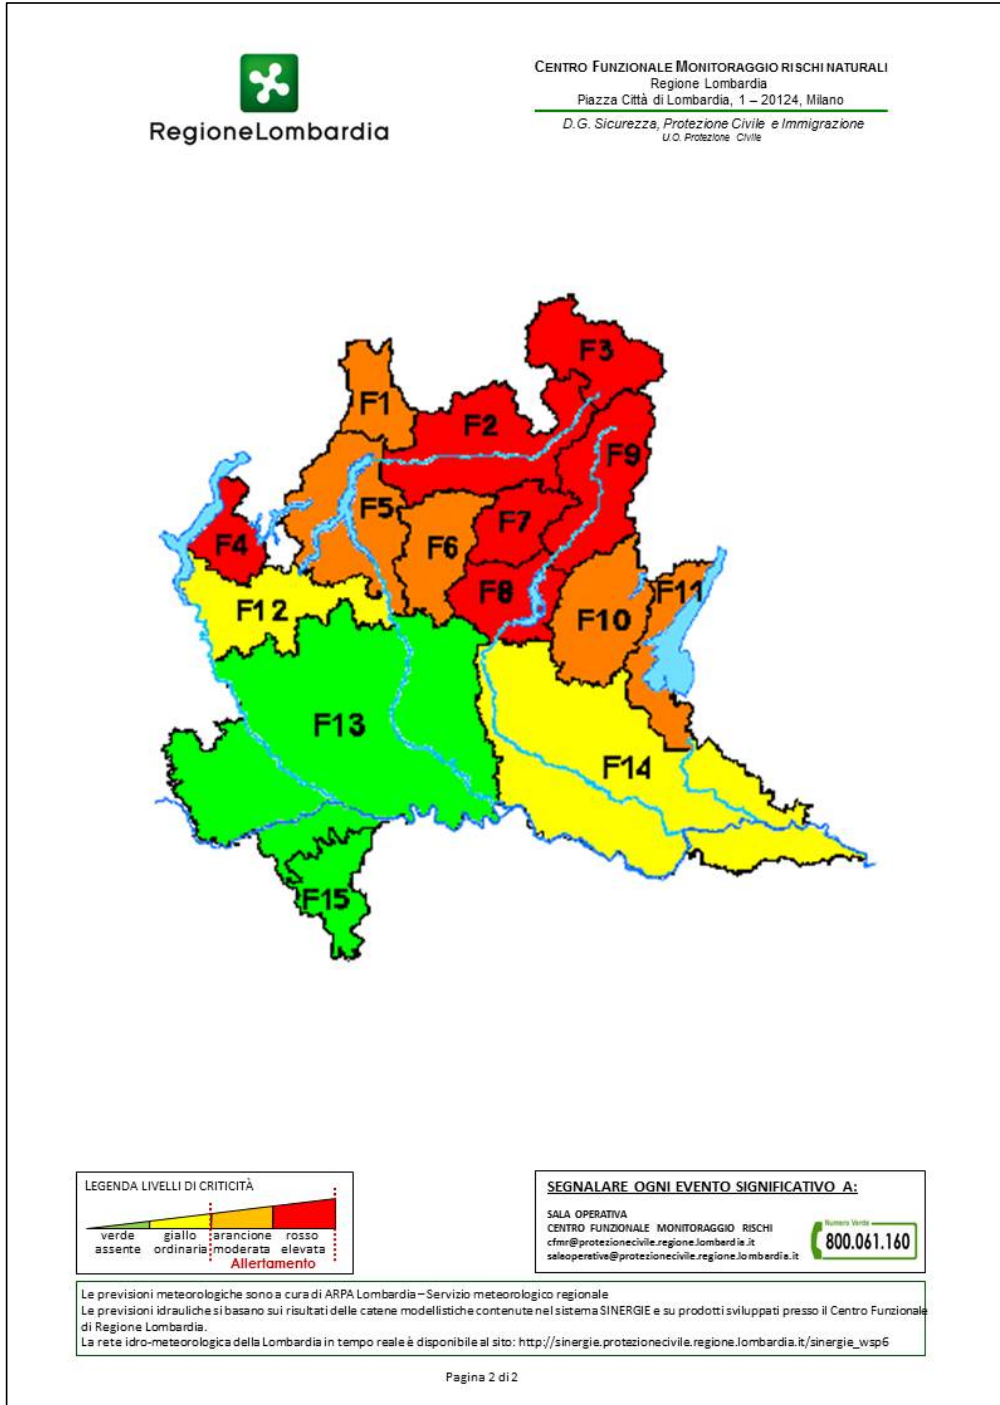 RegioneLombardia
CENTRO FUNZIONALE MONITORAGGIO RISCHI NATURALI
Regione Lombardia
Piazza Città di Lombardia, 1 – 20124, Milano
D.G. Sicurezza, Protezione Civile e Immigrazione
U.O. Protezione Civile
F3
F1
F2
F9
F5
F7
F4
F6
F8
F11
F12
F10
F13
F14
F15
LEGENDA LIVELLI DI CRITICITÀ
verde giallo arancione rosso
assente ordinaria moderata elevata
Allertamento
SEGNALARE OGNI EVENTO SIGNIFICATIVO A:
SALA OPERATIVA
CENTRO FUNZIONALE MONITORAGGIO RISCHI
cfmr@protezionecivile.regione.lombardia.it
salaoperativa@protezionecivile.regione.lombardia.it
Numero Verde
800.061.160
Le previsioni meteorologiche sono a cura di ARPA Lombardia – Servizio meteorologico regionale
Le previsioni idrauliche si basano sui risultati delle catene modellistiche contenute nel sistema SINERGIE e su prodotti sviluppati presso il Centro Funzionale
di Regione Lombardia.
La rete idro-meteorologica della Lombardia in tempo reale è disponibile al sito: http://sinergie.protezionecivile.regione.lombardia.it/sinergie_wsp6
Pagina 2 di 2